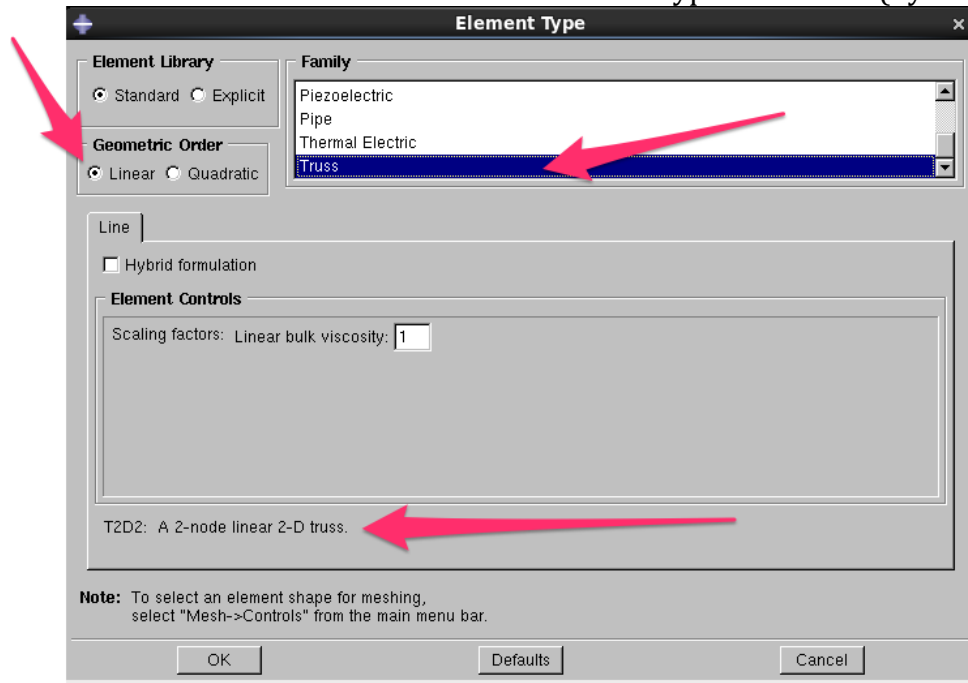 Element Type
Element Library
Standard Explicit
Family
Piezoelectric
Pipe
Thermal Electric
Truss
Geometric Order
Linear Quadratic
Line
Hybrid formulation
Element Controls
Scaling factors: Linear bulk viscosity: 1
T2D2: A 2-node linear 2-D truss.
Note: To select an element shape for meshing,
select "Mesh->Controls" from the main menu bar.
OK Defaults Cancel